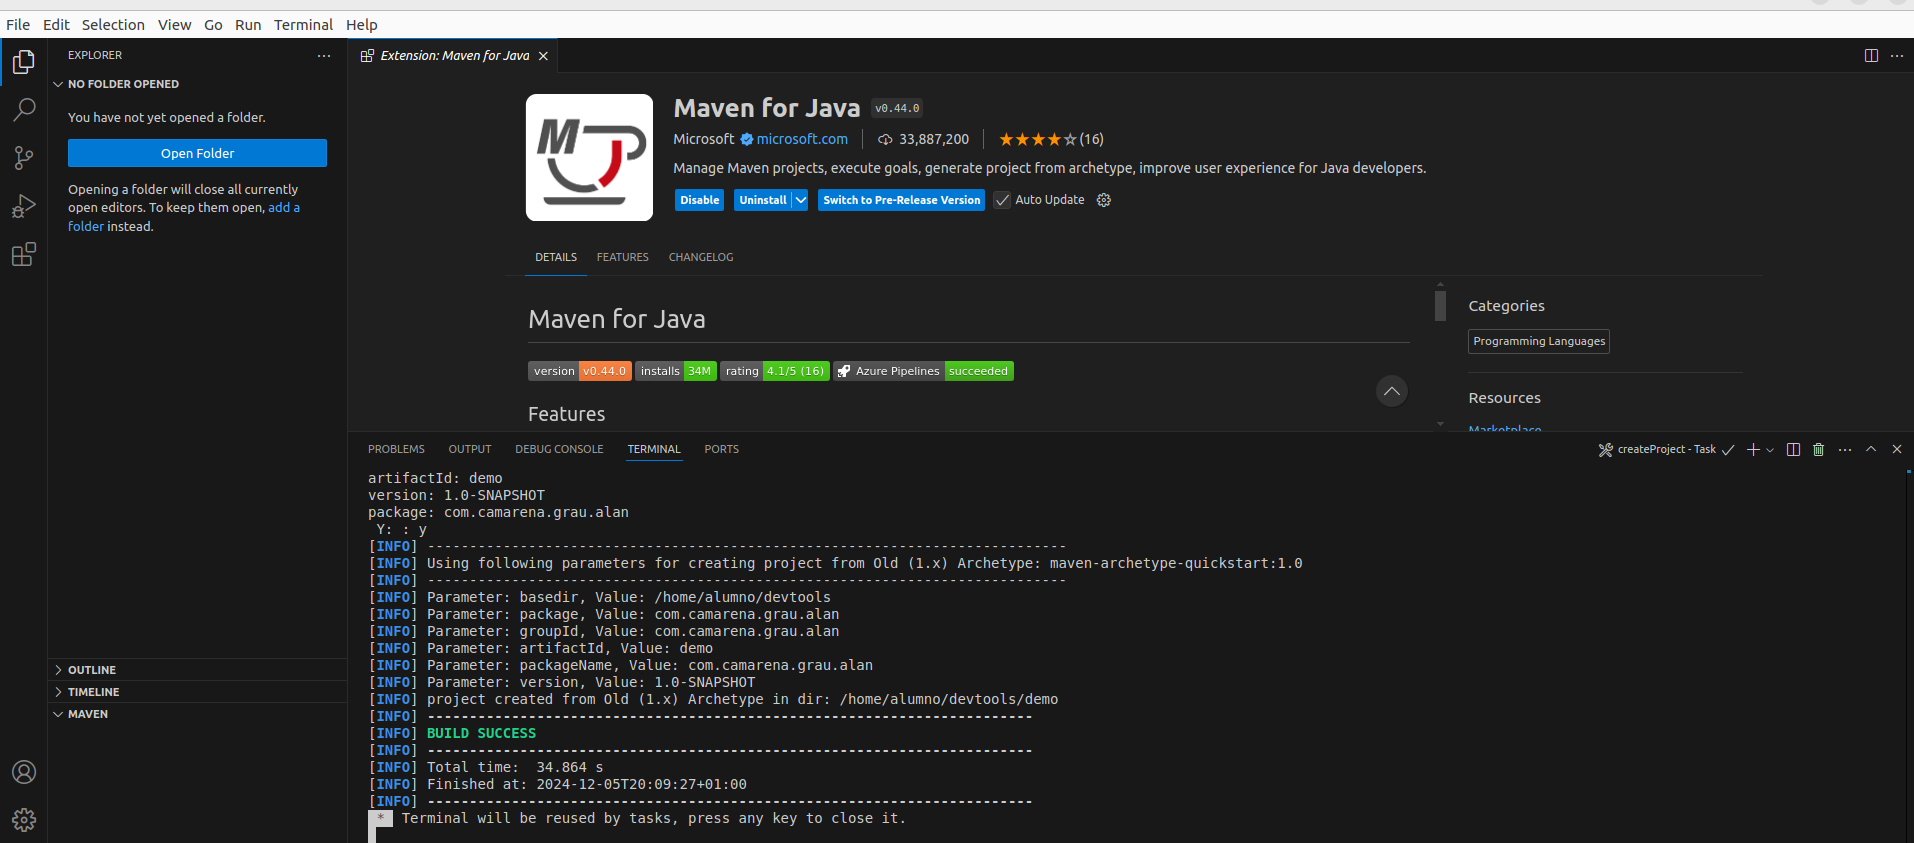 File Edit Selection View Go Run Terminal Help
EXPLORER
NO FOLDER OPENED
You have not yet opened a folder.
Open Folder
Opening a folder will close all currently
open editors. To keep them open, add a
folder instead.
OUTLINE
TIMELINE
MAVEN
Extension: Maven for Java
Maven for Java v0.44.0
Microsoft microsoft.com 33,887,200 (16)
Manage Maven projects, execute goals, generate project from archetype, improve user experience for Java developers.
Disable Uninstall Switch to Pre-Release Version Auto Update
DETAILS FEATURES CHANGELOG
Maven for Java
version v0.44.0 installs 34M rating 4.1/5 (16) Azure Pipelines succeeded
Features
Categories
Programming Languages
Resources
Marketplace
PROBLEMS OUTPUT DEBUG CONSOLE TERMINAL PORTS createProject - Task
artifactId: demo
version: 1.0-SNAPSHOT
package: com.camarena.grau.alan
Y: : y
[INFO] ----------------------------------------------------------------------------
[INFO] Using following parameters for creating project from Old (1.x) Archetype: maven-archetype-quickstart:1.0
[INFO] ----------------------------------------------------------------------------
[INFO] Parameter: basedir, Value: /home/alumno/devtools
[INFO] Parameter: package, Value: com.camarena.grau.alan
[INFO] Parameter: groupId, Value: com.camarena.grau.alan
[INFO] Parameter: artifactId, Value: demo
[INFO] Parameter: packageName, Value: com.camarena.grau.alan
[INFO] Parameter: version, Value: 1.0-SNAPSHOT
[INFO] project created from Old (1.x) Archetype in dir: /home/alumno/devtools/demo
[INFO] ------------------------------------------------------------------------
[INFO] BUILD SUCCESS
[INFO] ------------------------------------------------------------------------
[INFO] Total time:  34.864 s
[INFO] Finished at: 2024-12-05T20:09:27+01:00
[INFO] ------------------------------------------------------------------------
* Terminal will be reused by tasks, press any key to close it.